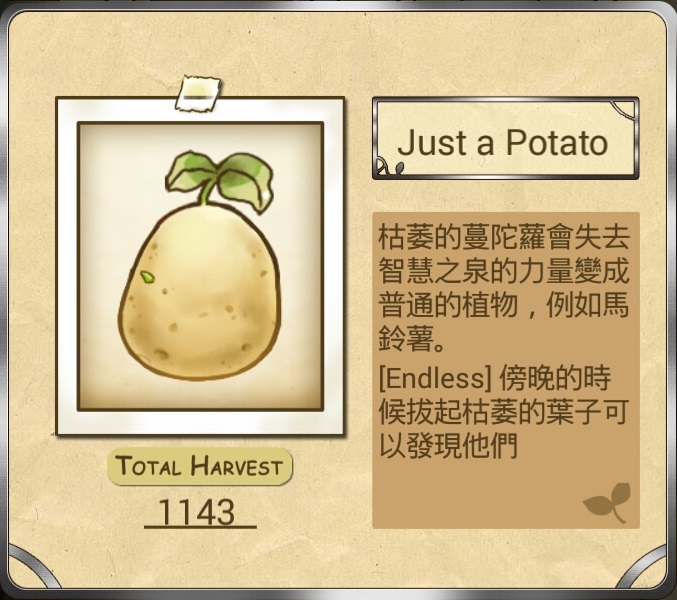 Just a Potato
枯萎的蔓陀蘿會失去
智慧之泉的力量變成
普通的植物，例如馬
鈴薯。
[Endless] 傍晚的時
候拔起枯萎的葉子可
以發現他們
TOTAL HARVEST
1143